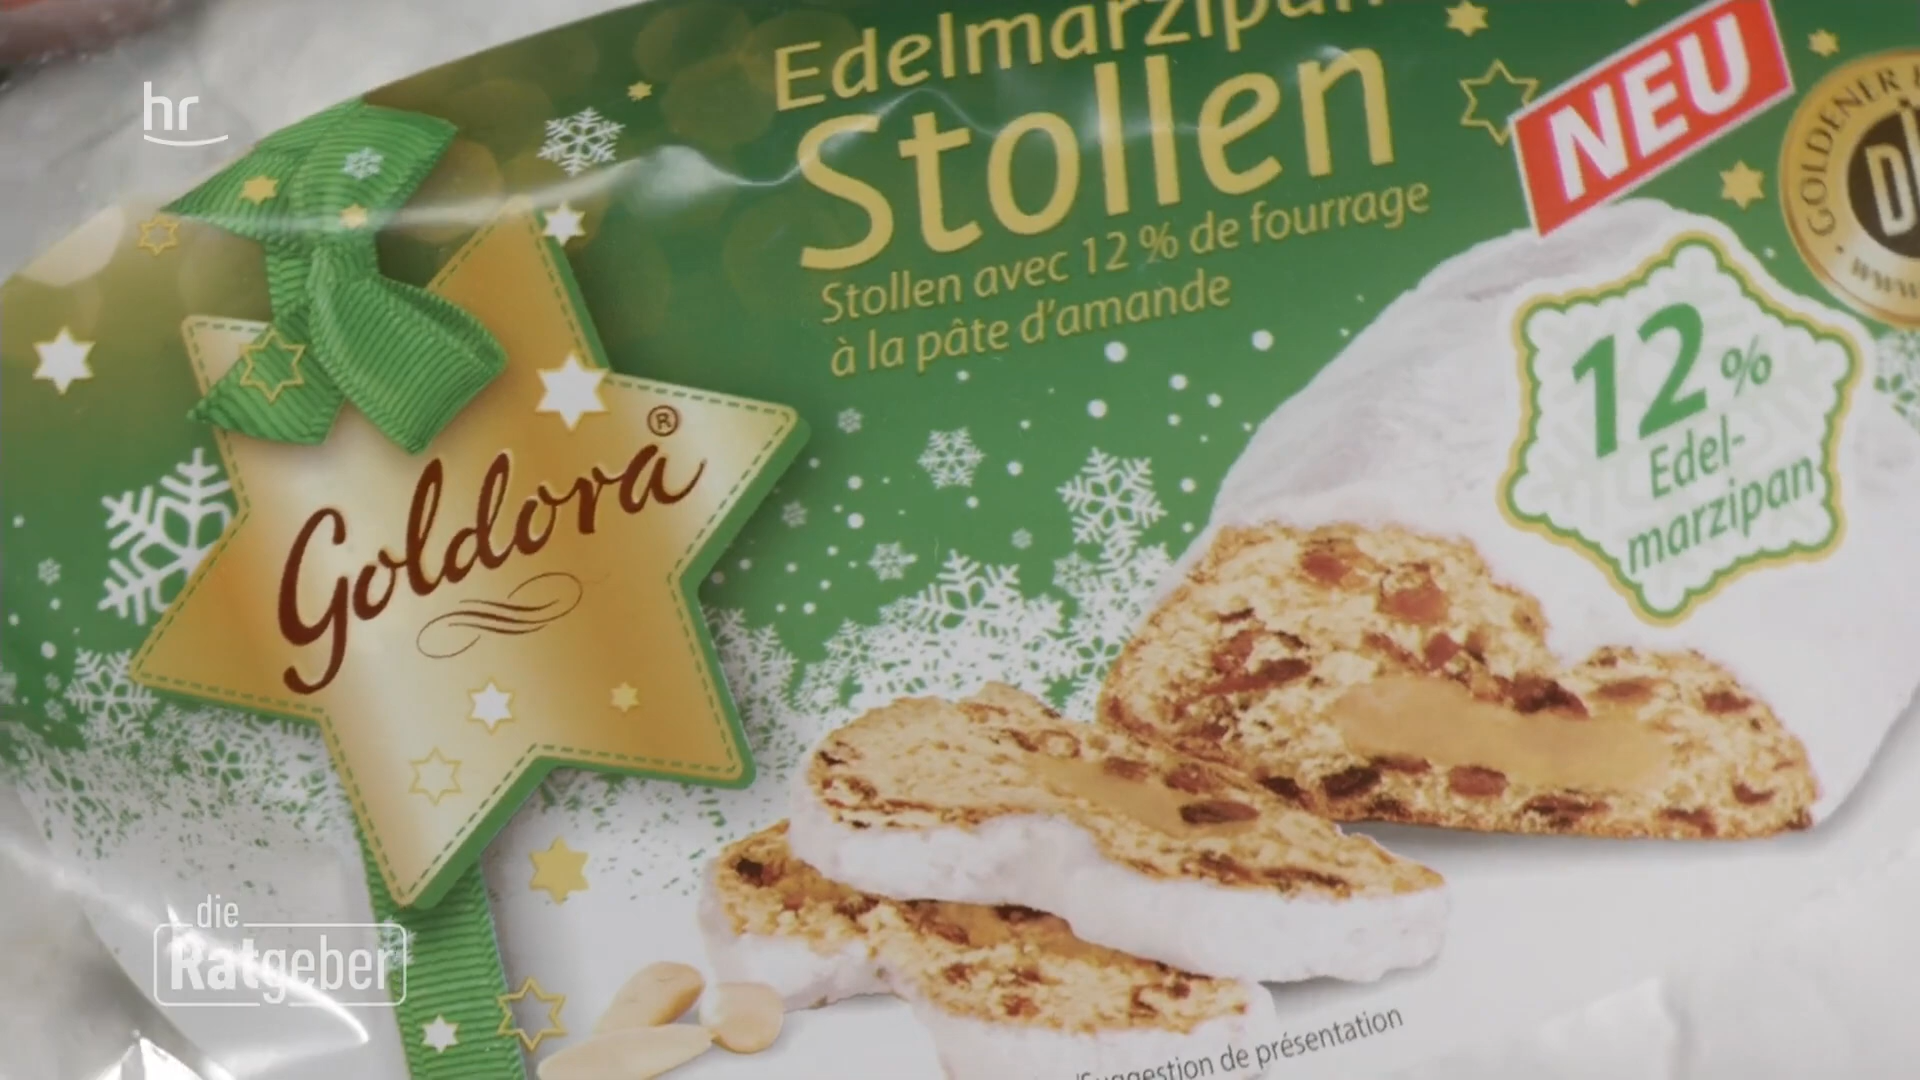 hr
Edelmarzipan
Stollen
Stollen avec 12 % de fourrage
à la pâte d'amande
NEU
GOLDENER
12 %
Edel-
marzipan
Goldora®
die
Ratgeber
Suggestion de présentation